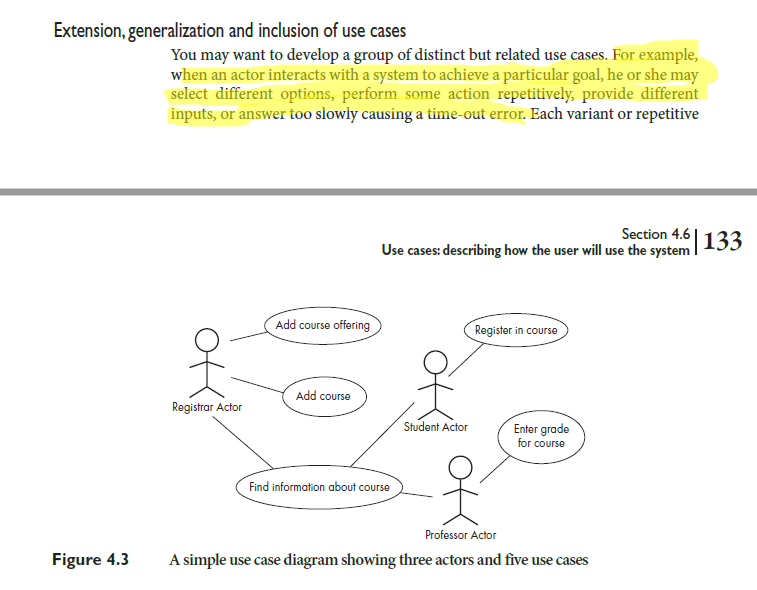 Extension, generalization and inclusion of use cases
You may want to develop a group of distinct but related use cases. For example,
when an actor interacts with a system to achieve a particular goal, he or she may
select different options, perform some action repetitively, provide different
inputs, or answer too slowly causing a time-out error. Each variant or repetitive
Section 4.6 | 133
Use cases: describing how the user will use the system
Add course offering
Register in course
Add course
Registrar Actor
Student Actor
Enter grade
for course
Find information about course
Professor Actor
Figure 4.3 A simple use case diagram showing three actors and five use cases